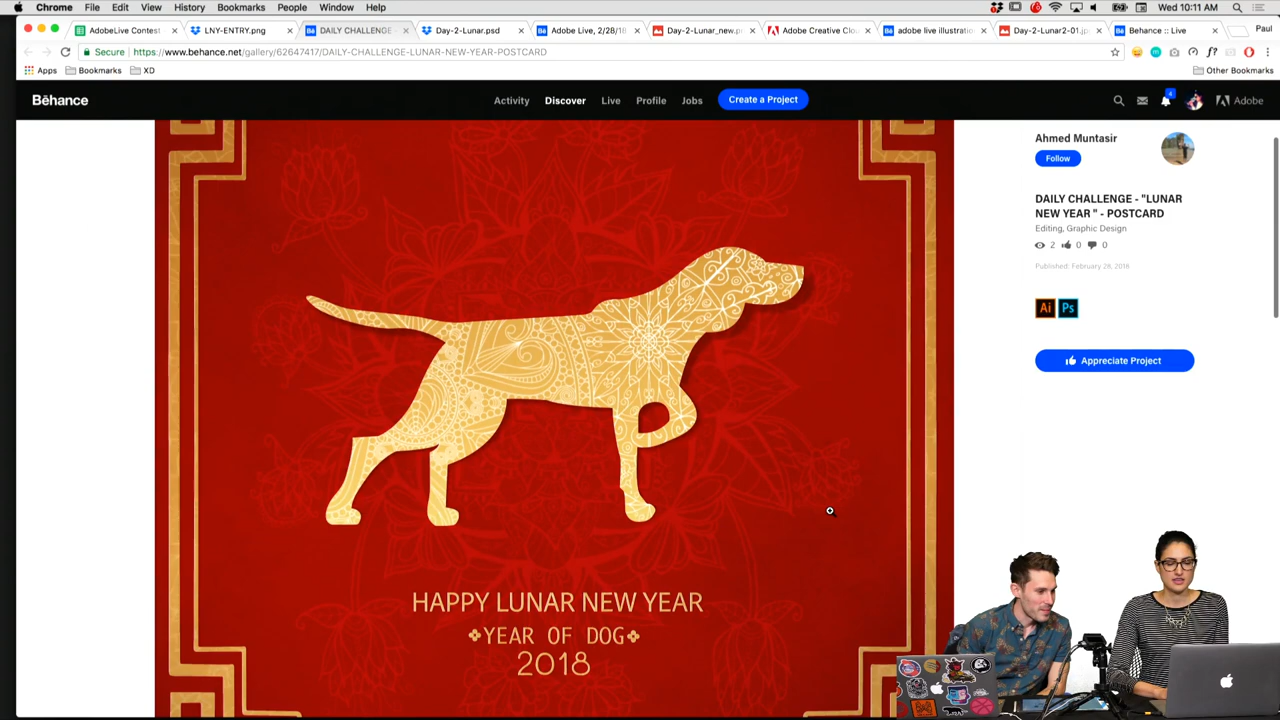 Chrome File Edit View History Bookmarks People Window Help
Wed 10:11 AM
AdobeLive Contest
LNY-ENTRY.png
DAILY CHALLENGE
Day-2-Lunar.psd
Adobe Live, 2/28/18
Day-2-Lunar_new.p
Adobe Creative Clo
adobe live illustratio
Day-2-Lunar2-01.j
Behance :: Live
Paul
Secure https://www.behance.net/gallery/62647417/DAILY-CHALLENGE-LUNAR-NEW-YEAR-POSTCARD
Apps Bookmarks XD Other Bookmarks
Bēhance Activity Discover Live Profile Jobs Create a Project 4 Adobe
Ahmed Muntasir
Follow
DAILY CHALLENGE - "LUNAR
NEW YEAR " - POSTCARD
Editing, Graphic Design
2 0 0
Published: February 28, 2018
Ai Ps
Appreciate Project
HAPPY LUNAR NEW YEAR
YEAR OF DOG
2018